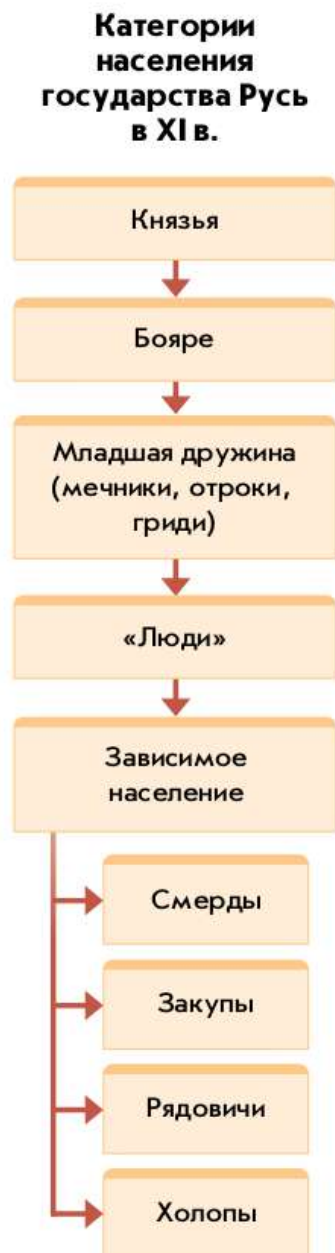 Категории
населения
государства Русь
в XI в.
Князья
Бояре
Младшая дружина
(мечники, отроки,
гриди)
«Люди»
Зависимое
население
Смерды
Закупы
Рядовичи
Холопы